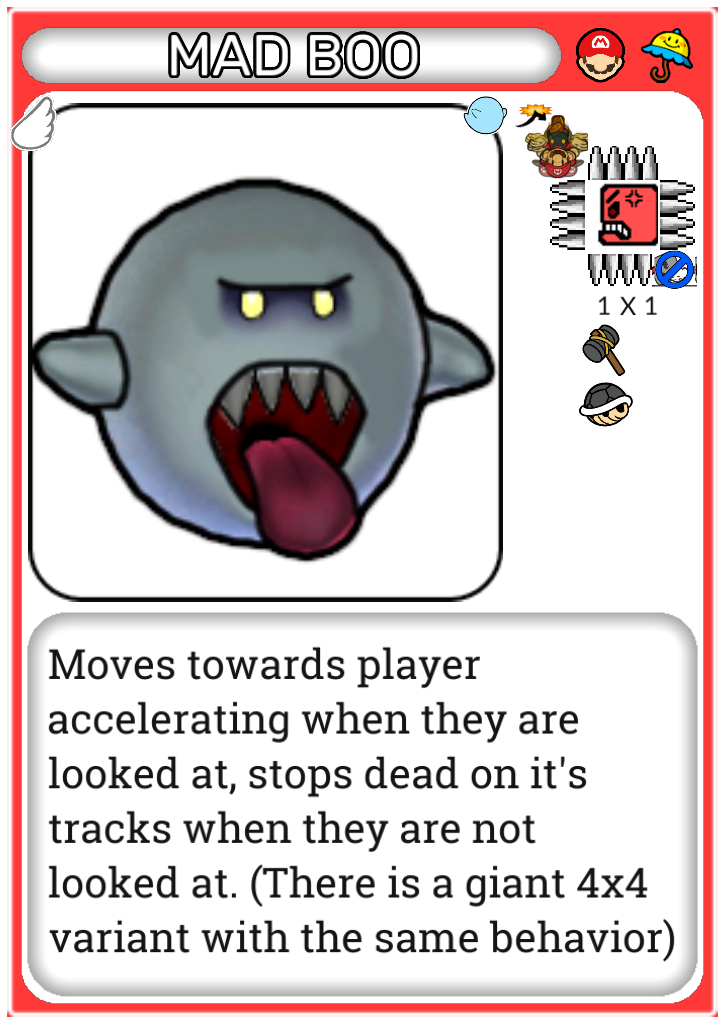 MAD BOO
1 X 1
Moves towards player
accelerating when they are
looked at, stops dead on it's
tracks when they are not
looked at. (There is a giant 4x4
variant with the same behavior)